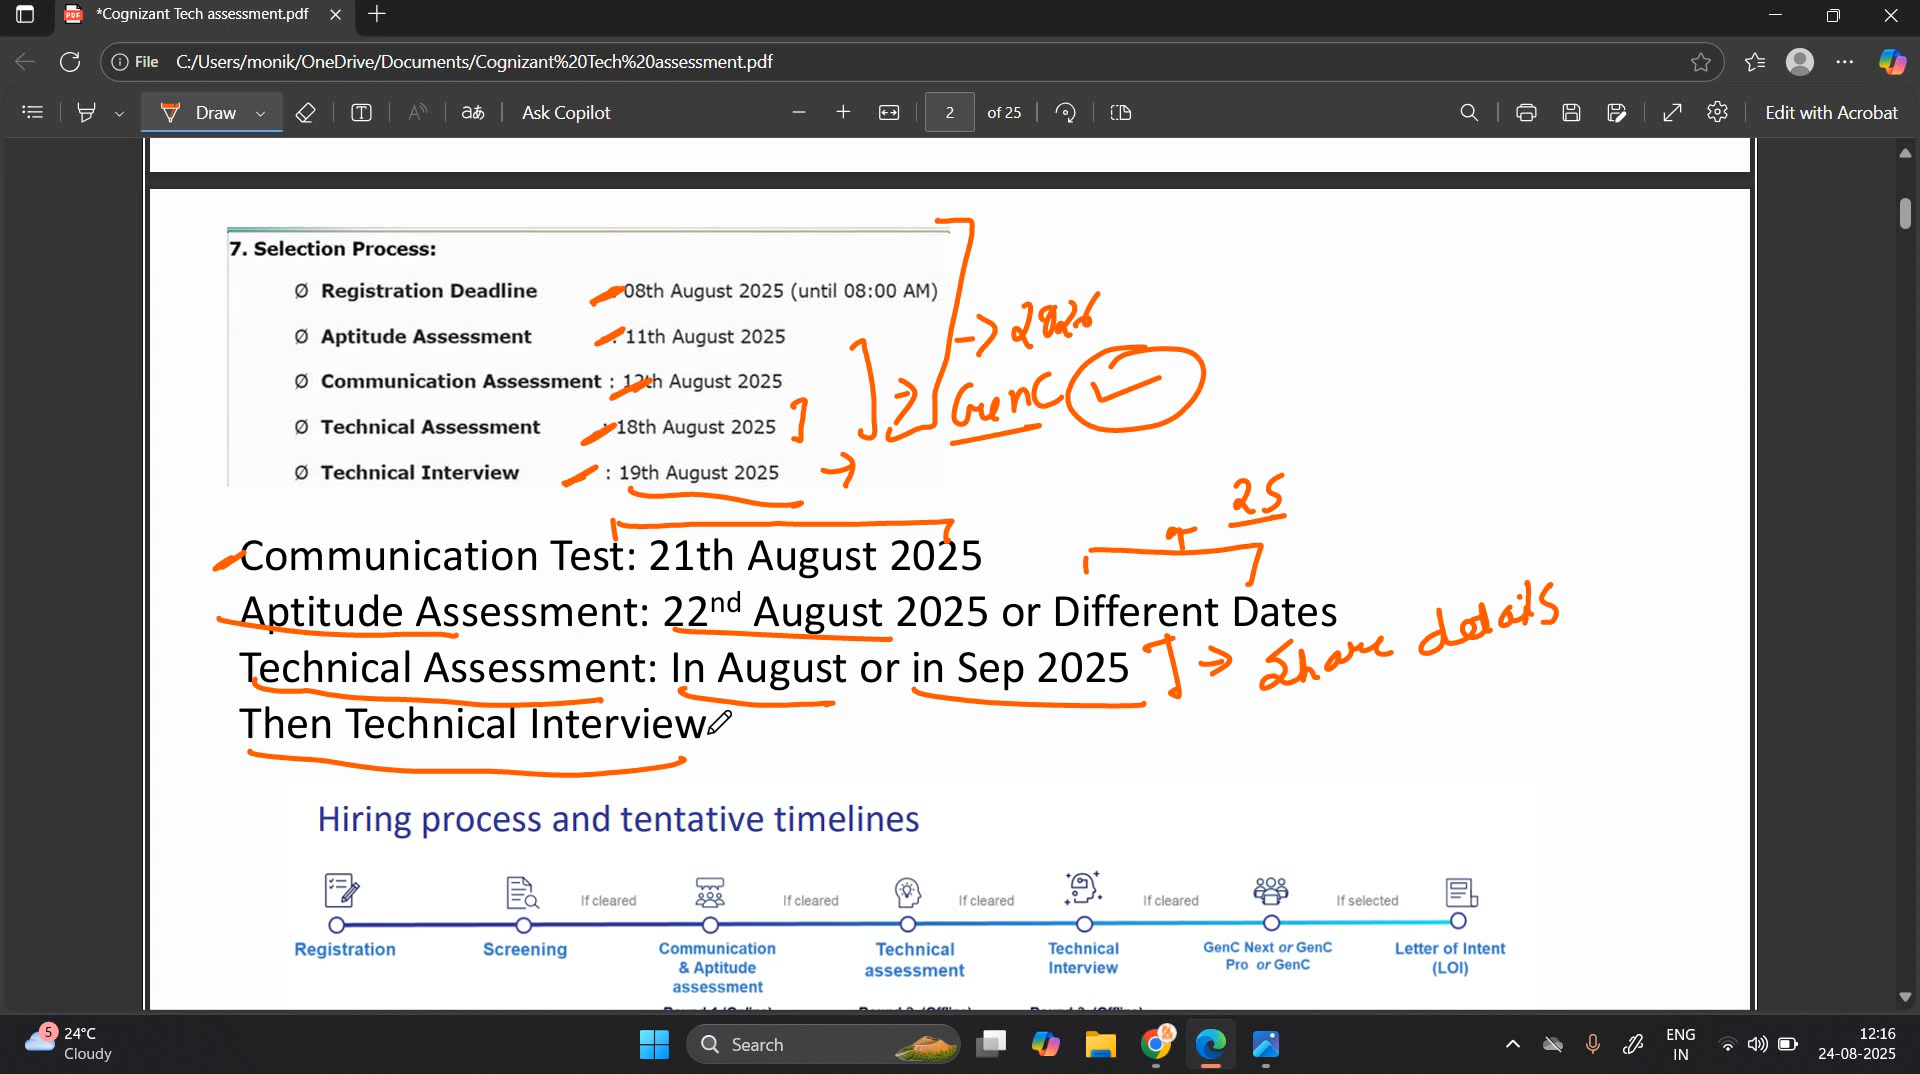 *Cognizant Tech assessment.pdf
File C:/Users/monik/OneDrive/Documents/Cognizant%20Tech%20assessment.pdf
Draw aあ Ask Copilot 2 of 25 Edit with Acrobat
7. Selection Process:
Ø Registration Deadline : 08th August 2025 (until 08:00 AM)
Ø Aptitude Assessment : 11th August 2025
-> 2026
Ø Communication Assessment : 12th August 2025
GenC
Ø Technical Assessment : 18th August 2025
Ø Technical Interview : 19th August 2025
25
Communication Test: 21th August 2025
Aptitude Assessment: 22nd August 2025 or Different Dates
Technical Assessment: In August or in Sep 2025
-> Share details
Then Technical Interview
Hiring process and tentative timelines
If cleared If cleared If cleared If cleared If selected
Registration Screening Communication & Aptitude assessment Technical assessment Technical Interview GenC Next or GenC Pro or GenC Letter of Intent (LOI)
5 24°C
Cloudy
Search
ENG
IN
12:16
24-08-2025